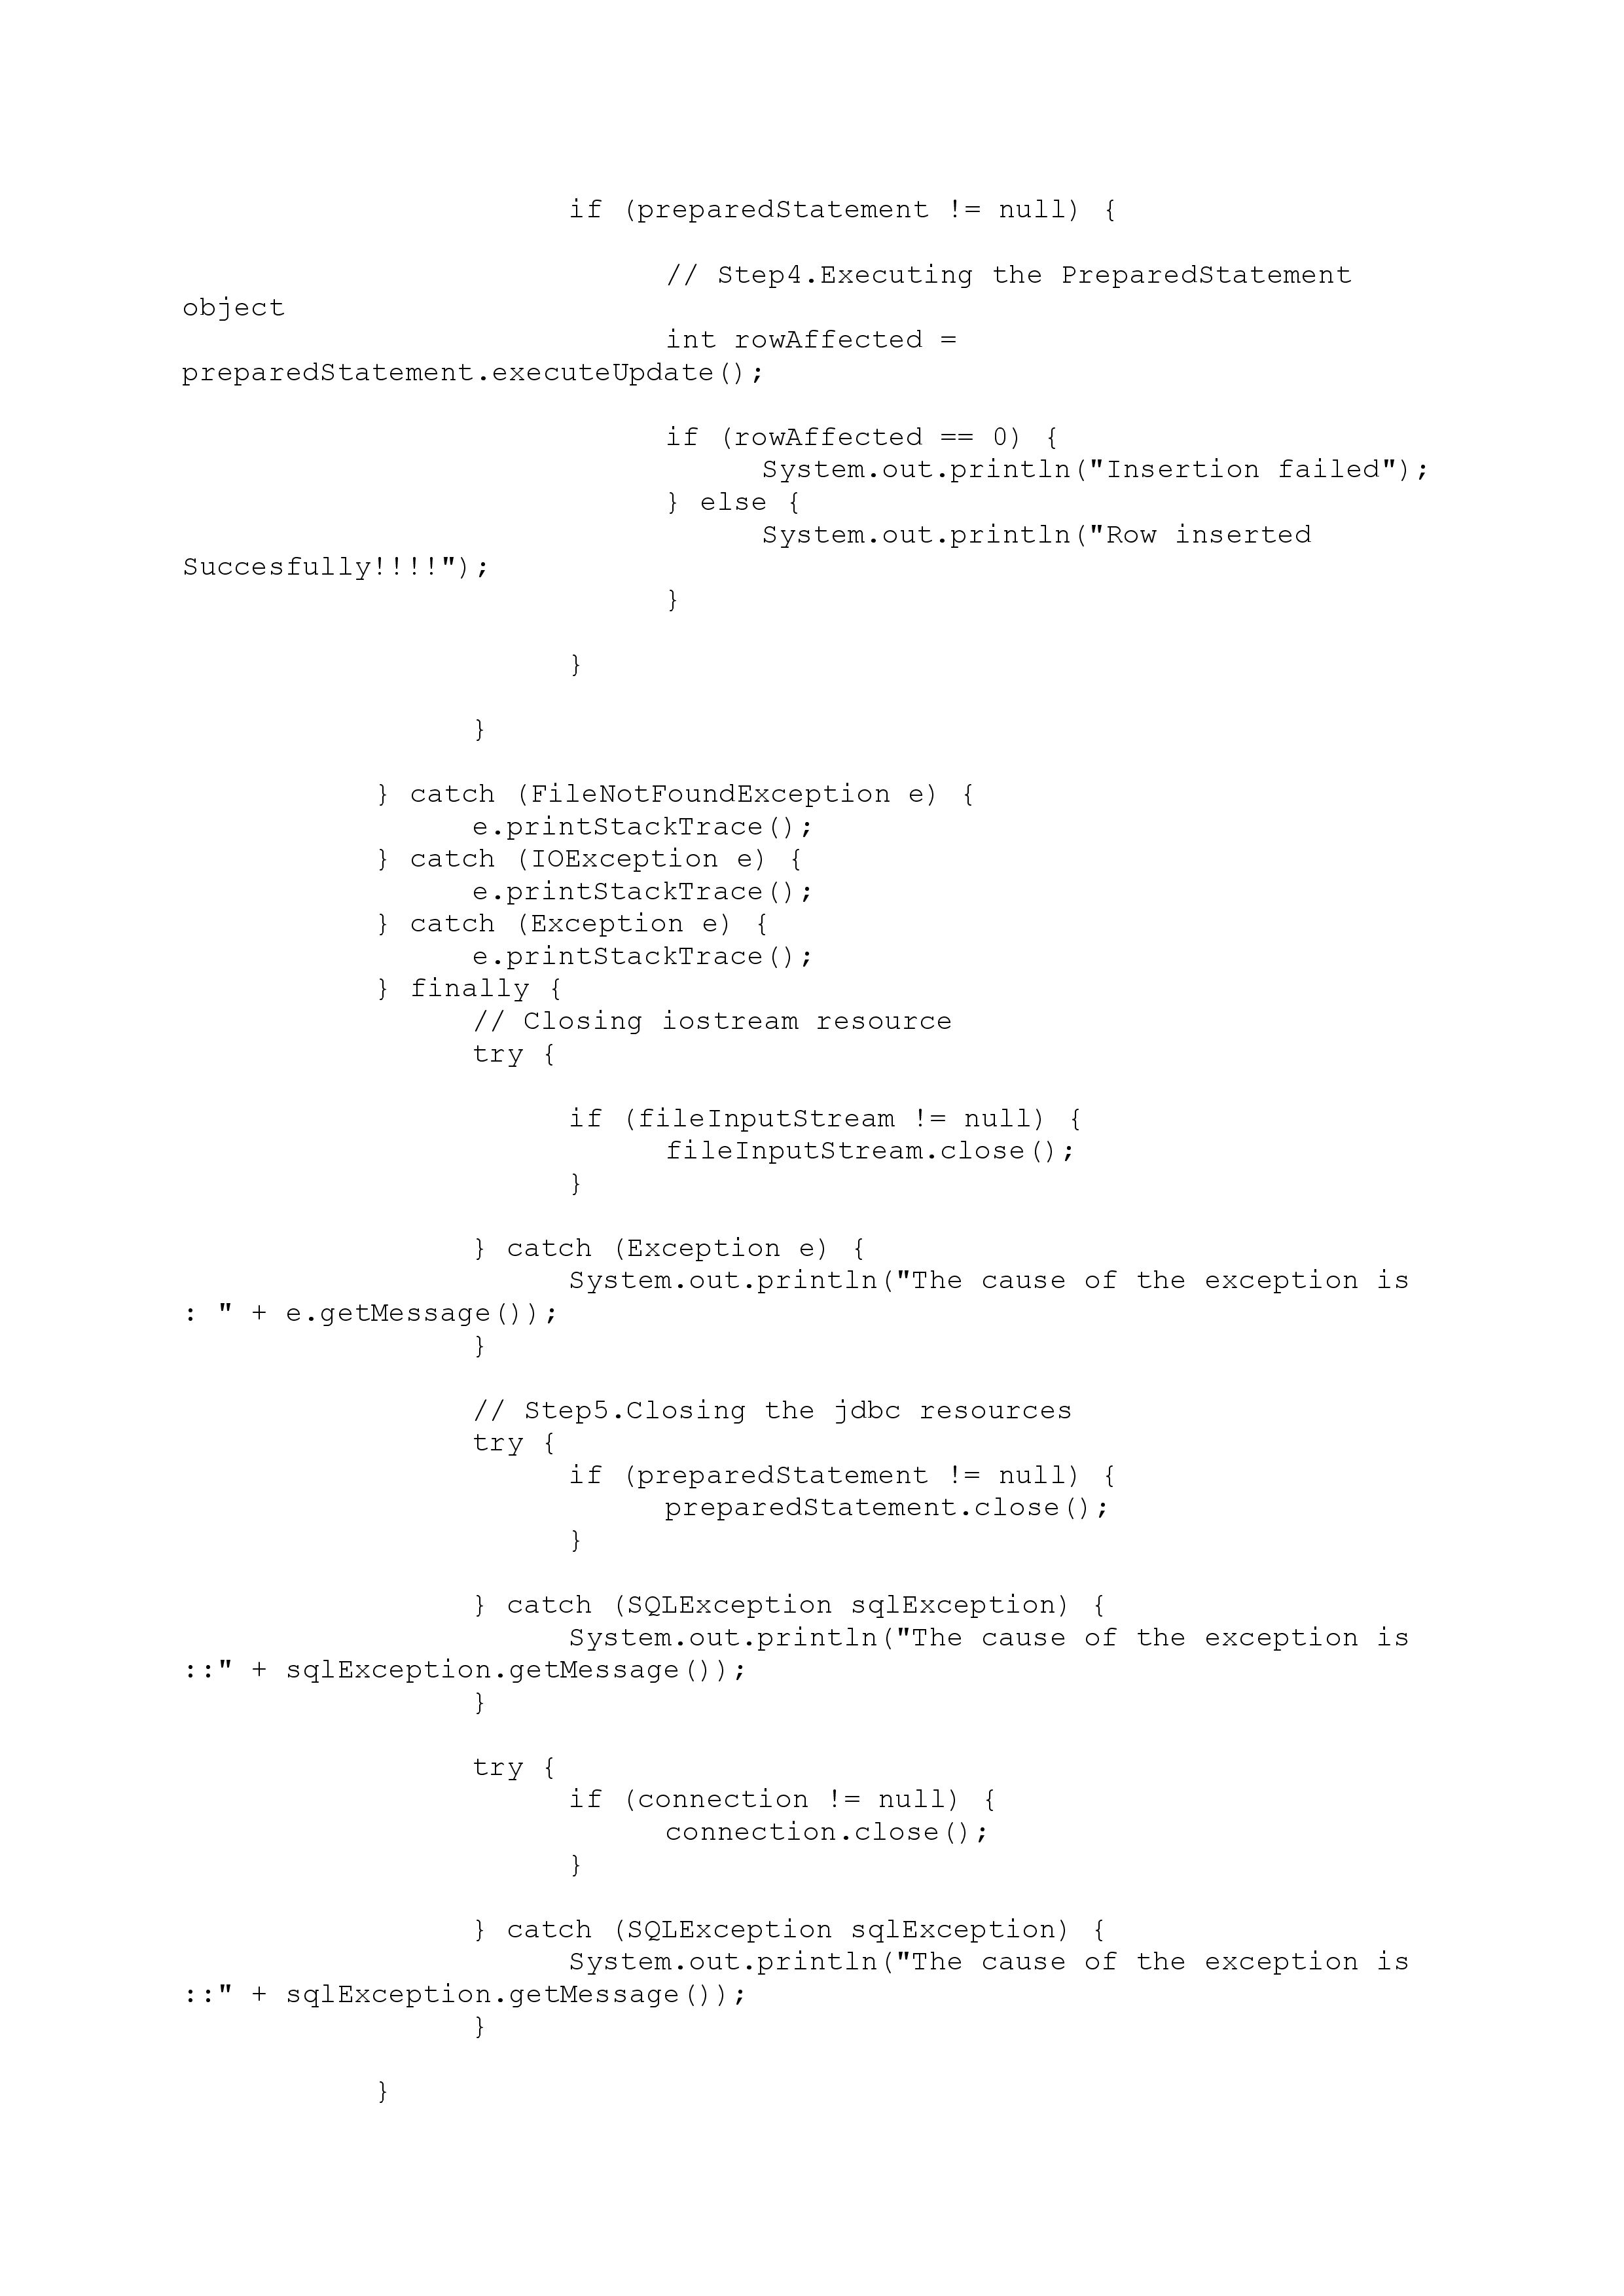 if (preparedStatement != null) {
// Step4.Executing the PreparedStatement
object
int rowAffected =
preparedStatement.executeUpdate();
if (rowAffected == 0) {
System.out.println("Insertion failed");
} else {
System.out.println("Row inserted
Succesfully!!!!");
}
}
}
} catch (FileNotFoundException e) {
e.printStackTrace();
} catch (IOException e) {
e.printStackTrace();
} catch (Exception e) {
e.printStackTrace();
} finally {
// Closing iostream resource
try {
if (fileInputStream != null) {
fileInputStream.close();
}
} catch (Exception e) {
System.out.println("The cause of the exception is
: " + e.getMessage());
}
// Step5.Closing the jdbc resources
try {
if (preparedStatement != null) {
preparedStatement.close();
}
} catch (SQLException sqlException) {
System.out.println("The cause of the exception is
::" + sqlException.getMessage());
}
try {
if (connection != null) {
connection.close();
}
} catch (SQLException sqlException) {
System.out.println("The cause of the exception is
::" + sqlException.getMessage());
}
}